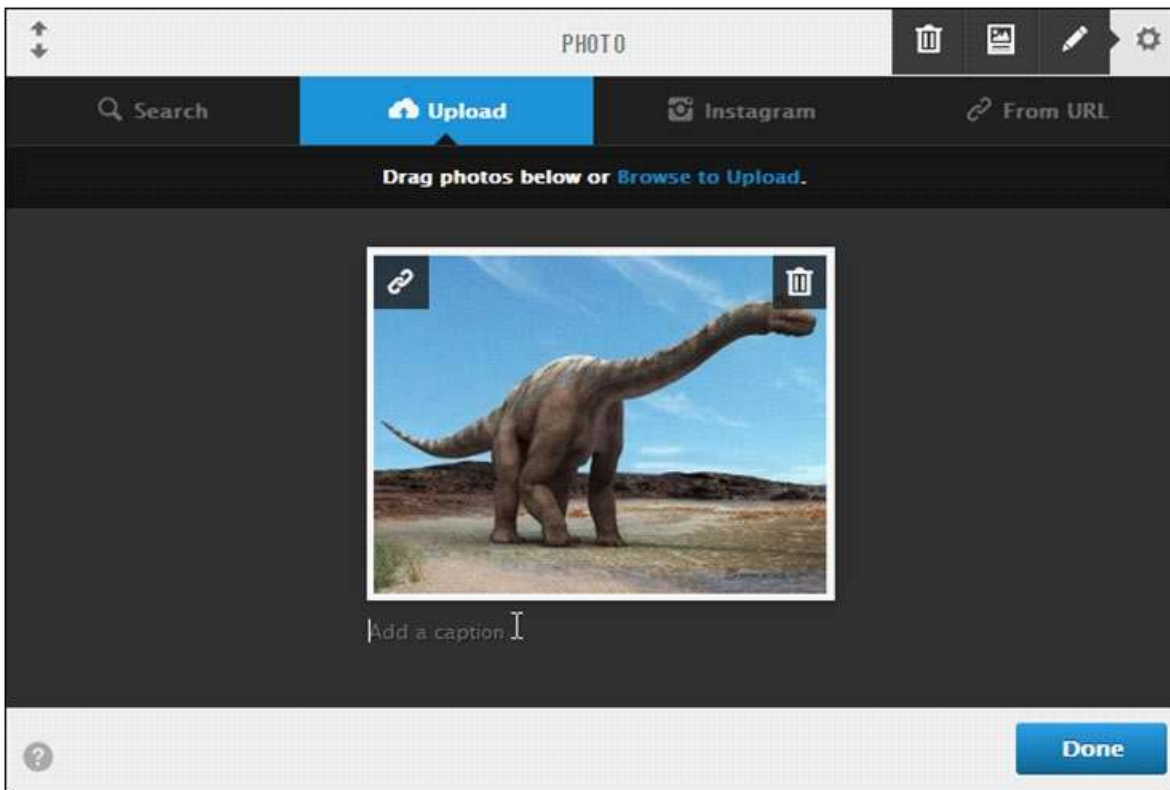 PHOTO
Search
Upload
Instagram
From URL
Drag photos below or Browse to Upload.
Add a caption
Done